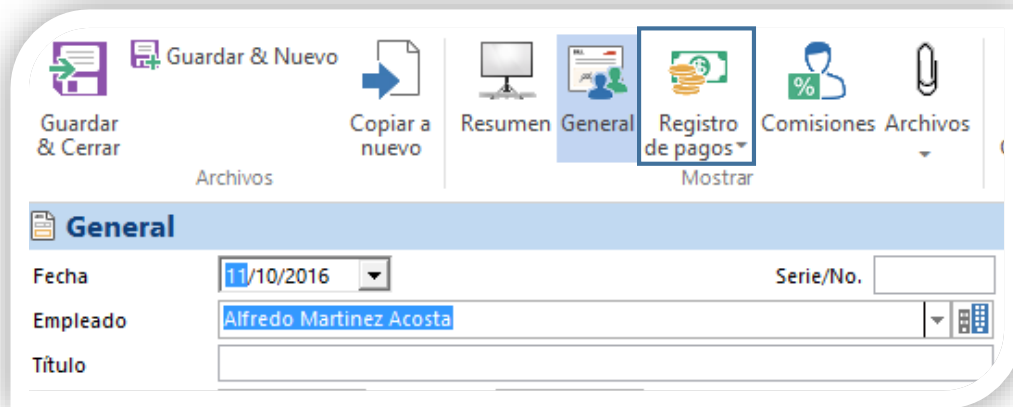 Guardar & Nuevo
Guardar
& Cerrar
Copiar a
nuevo
Resumen
General
Registro
de pagos
Comisiones
Archivos
Archivos
Mostrar
General
Fecha
11/10/2016
Serie/No.
Empleado
Alfredo Martinez Acosta
Título